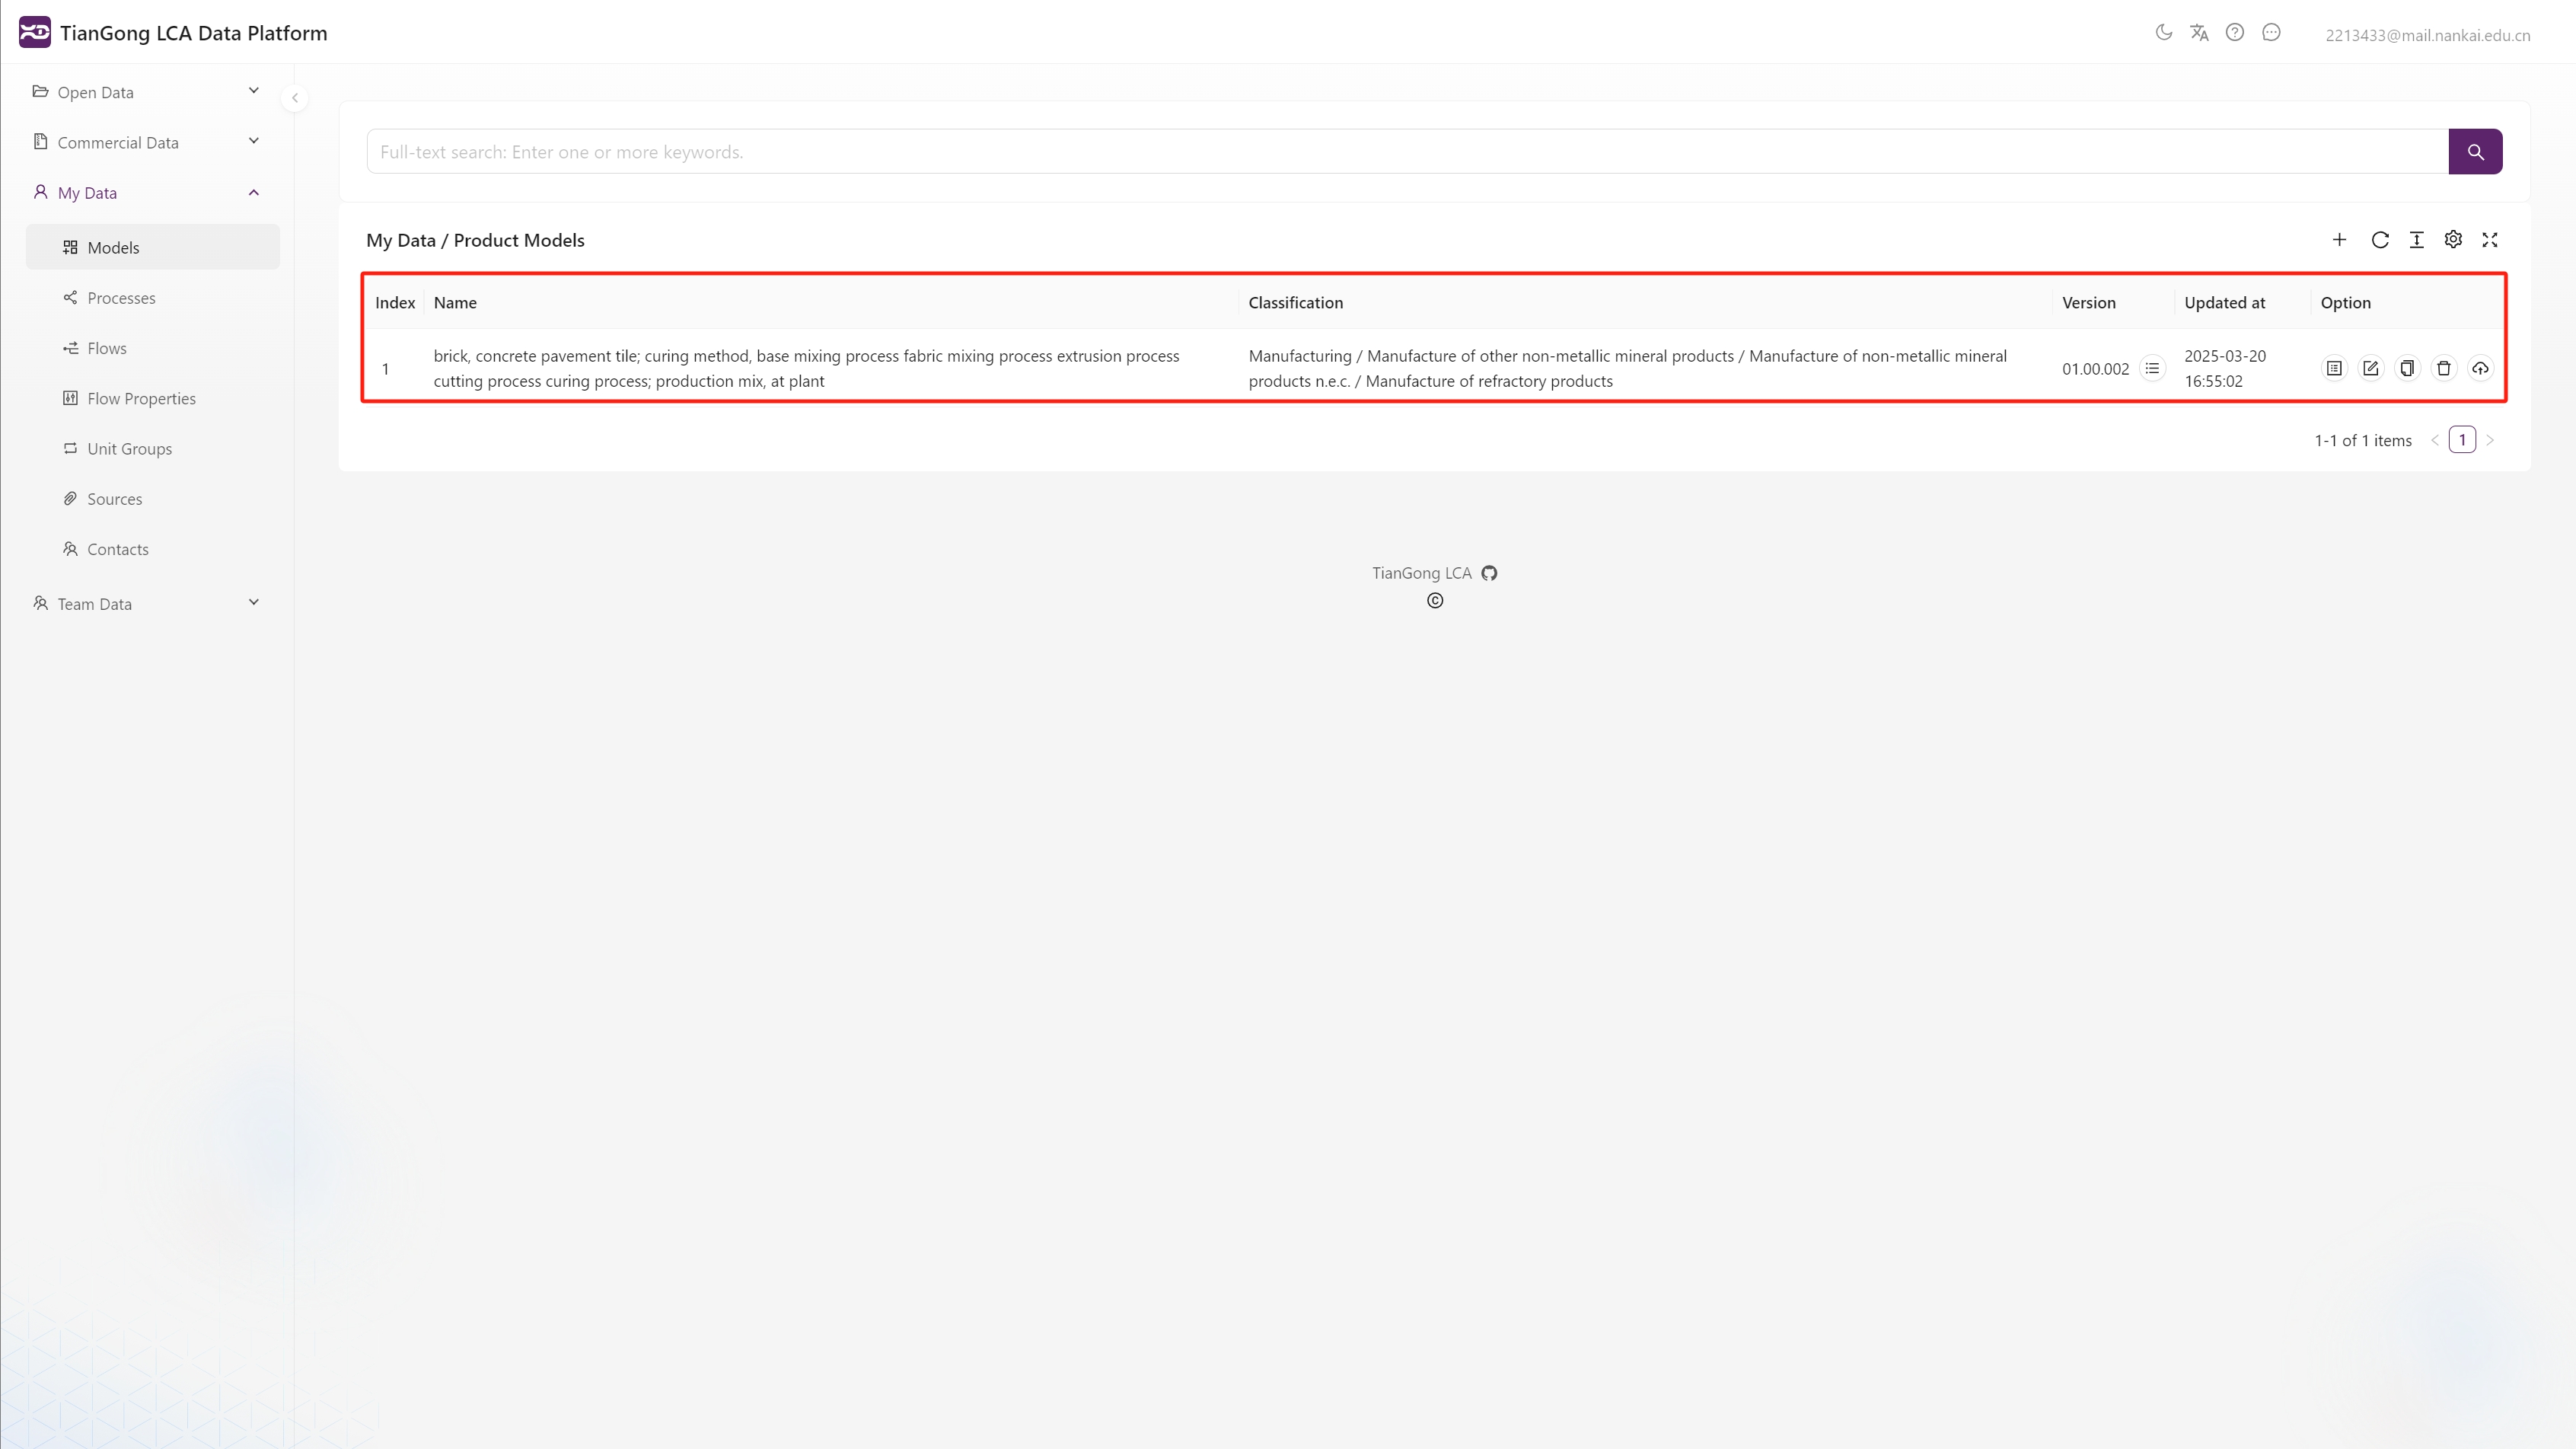 TianGong LCA Data Platform
2213433@mail.nankai.edu.cn
Open Data
Commercial Data
My Data
Models
Processes
Flows
Flow Properties
Unit Groups
Sources
Contacts
Team Data
Full-text search: Enter one or more keywords.
My Data / Product Models
Index Name Classification Version Updated at Option
1
brick, concrete pavement tile; curing method, base mixing process fabric mixing process extrusion process
cutting process curing process; production mix, at plant
Manufacturing / Manufacture of other non-metallic mineral products / Manufacture of non-metallic mineral
products n.e.c. / Manufacture of refractory products
01.00.002
2025-03-20
16:55:02
1-1 of 1 items
1
TianGong LCA
©